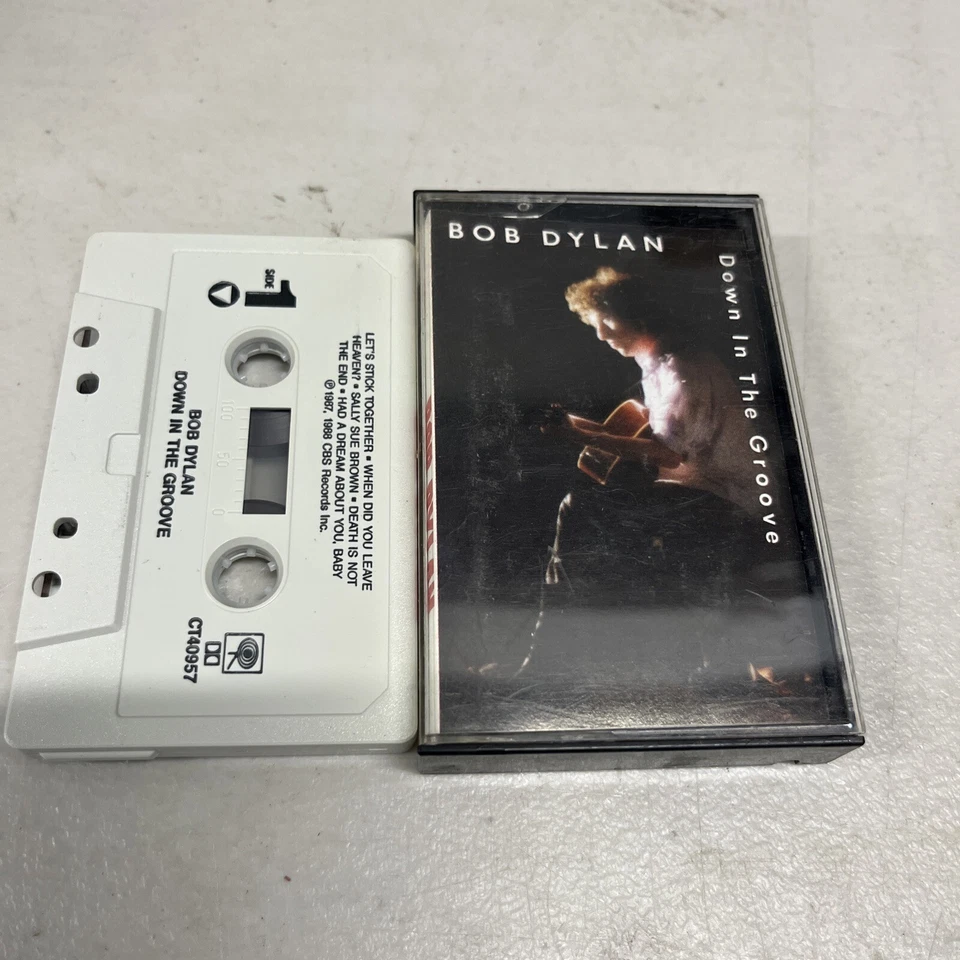 SIDE
1
LET'S STICK TOGETHER ▪ WHEN DID YOU LEAVE
HEAVEN? ▪ SALLY SUE BROWN ▪ DEATH IS NOT
THE END ▪ HAD A DREAM ABOUT YOU, BABY
℗ 1987, 1988 CBS Records Inc.
100 50 0
BOB DYLAN
DOWN IN THE GROOVE
CT40957
BOB DYLAN
Down In The Groove